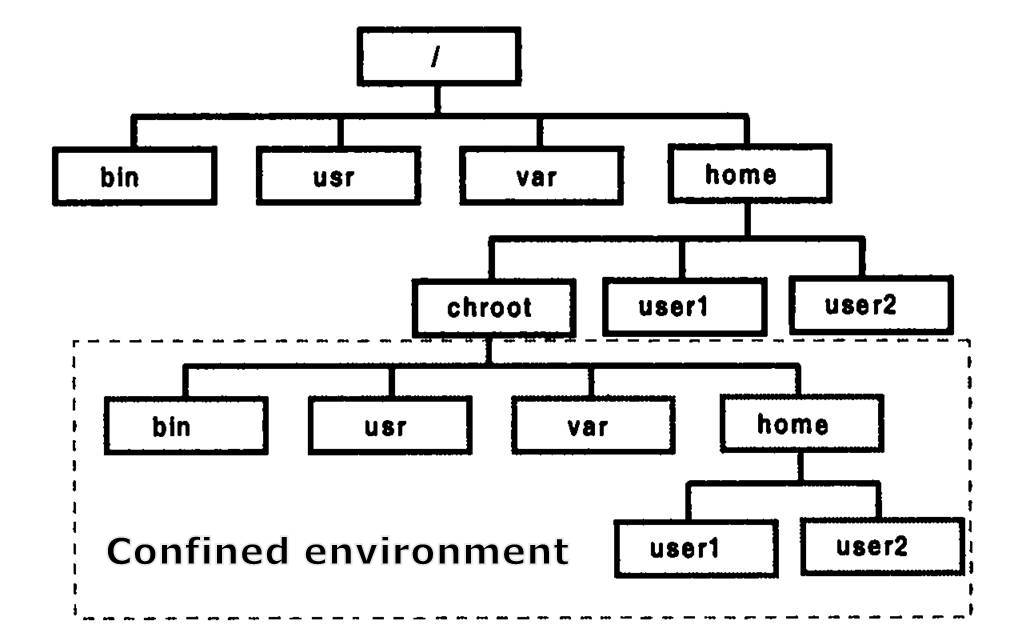 /
bin usr var home
chroot user1 user2
bin usr var home
Confined environment user1 user2